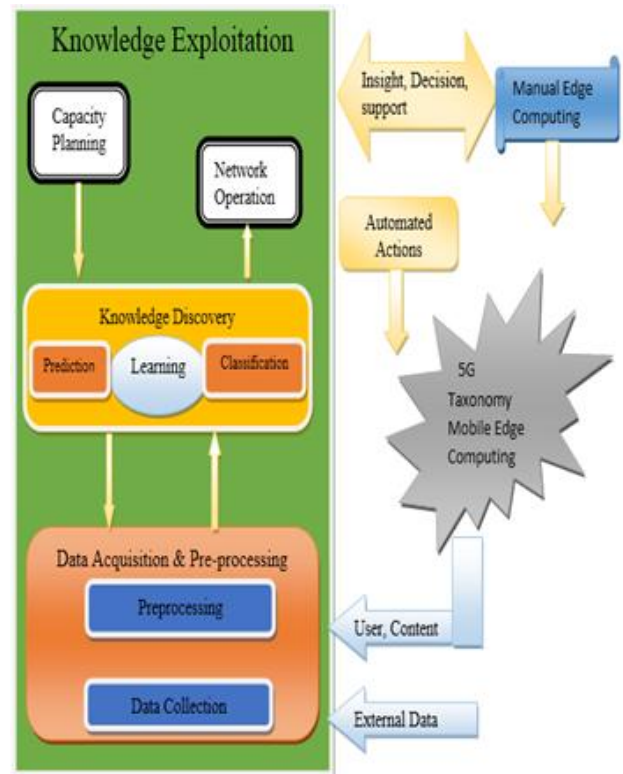 Knowledge Exploitation
Capacity
Planning
Network
Operation
Knowledge Discovery
Prediction
Learning
Classification
Data Acquisition & Pre-processing
Preprocessing
Data Collection
Insight, Decision,
support
Manual Edge
Computing
Automated
Actions
5G
Taxonomy
Mobile Edge
Computing
User, Content
External Data